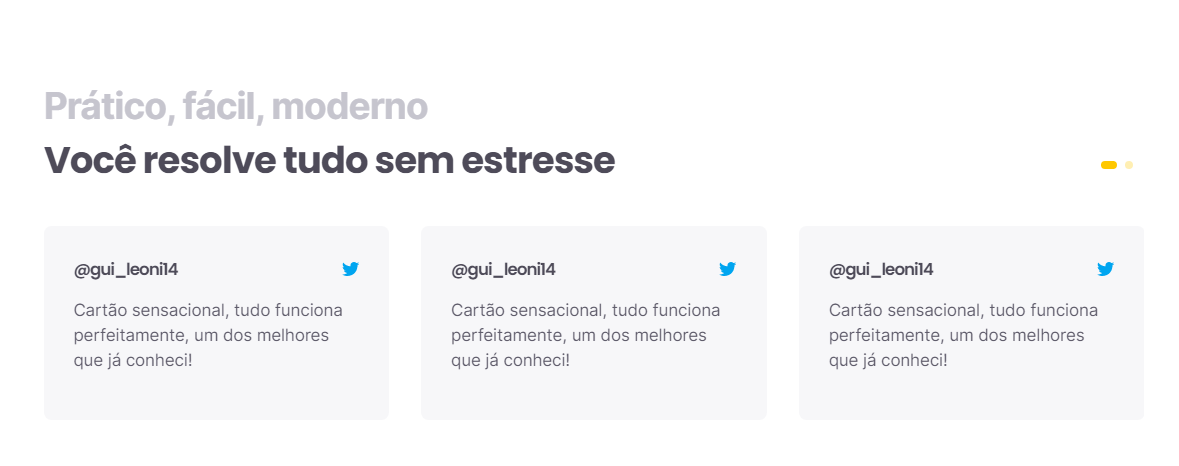 Prático, fácil, moderno
Você resolve tudo sem estresse
@gui_leoni14
Cartão sensacional, tudo funciona
perfeitamente, um dos melhores
que já conheci!
@gui_leoni14
Cartão sensacional, tudo funciona
perfeitamente, um dos melhores
que já conheci!
@gui_leoni14
Cartão sensacional, tudo funciona
perfeitamente, um dos melhores
que já conheci!